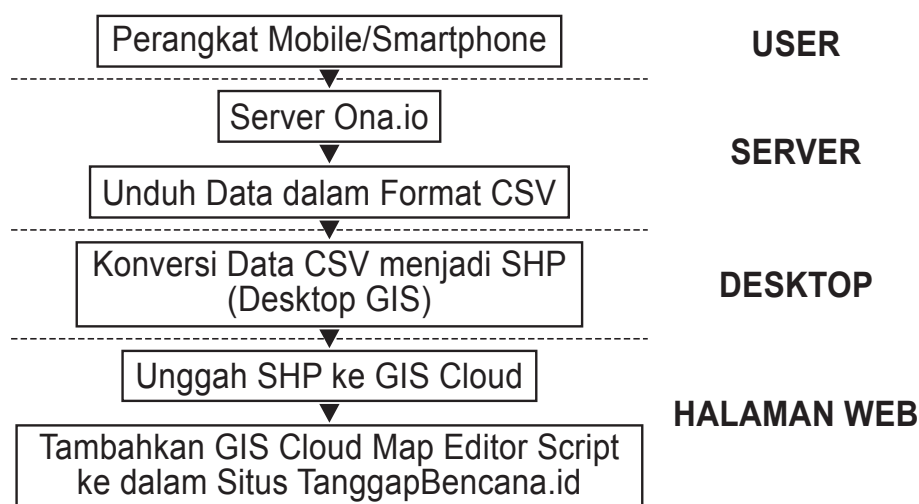 Perangkat Mobile/Smartphone
USER
Server Ona.io
SERVER
Unduh Data dalam Format CSV
Konversi Data CSV menjadi SHP
(Desktop GIS)
DESKTOP
Unggah SHP ke GIS Cloud
HALAMAN WEB
Tambahkan GIS Cloud Map Editor Script
ke dalam Situs TanggapBencana.id